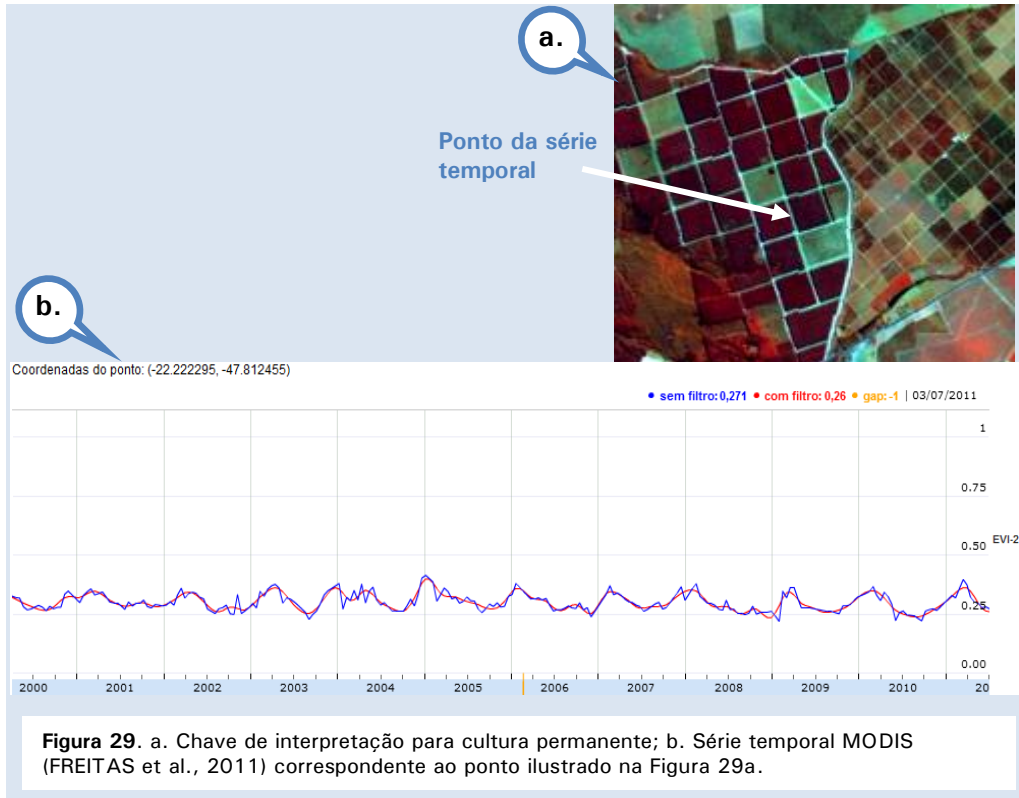 a.
Ponto da série
temporal
b.
Coordenadas do ponto: (-22.222295, -47.812455)
• sem filtro: 0,271 • com filtro: 0,26 • gap: -1 | 03/07/2011
1
0.75
0.50 EVI-2
0.25
0.00
2000 2001 2002 2003 2004 2005 2006 2007 2008 2009 2010 20
Figura 29. a. Chave de interpretação para cultura permanente; b. Série temporal MODIS
(FREITAS et al., 2011) correspondente ao ponto ilustrado na Figura 29a.